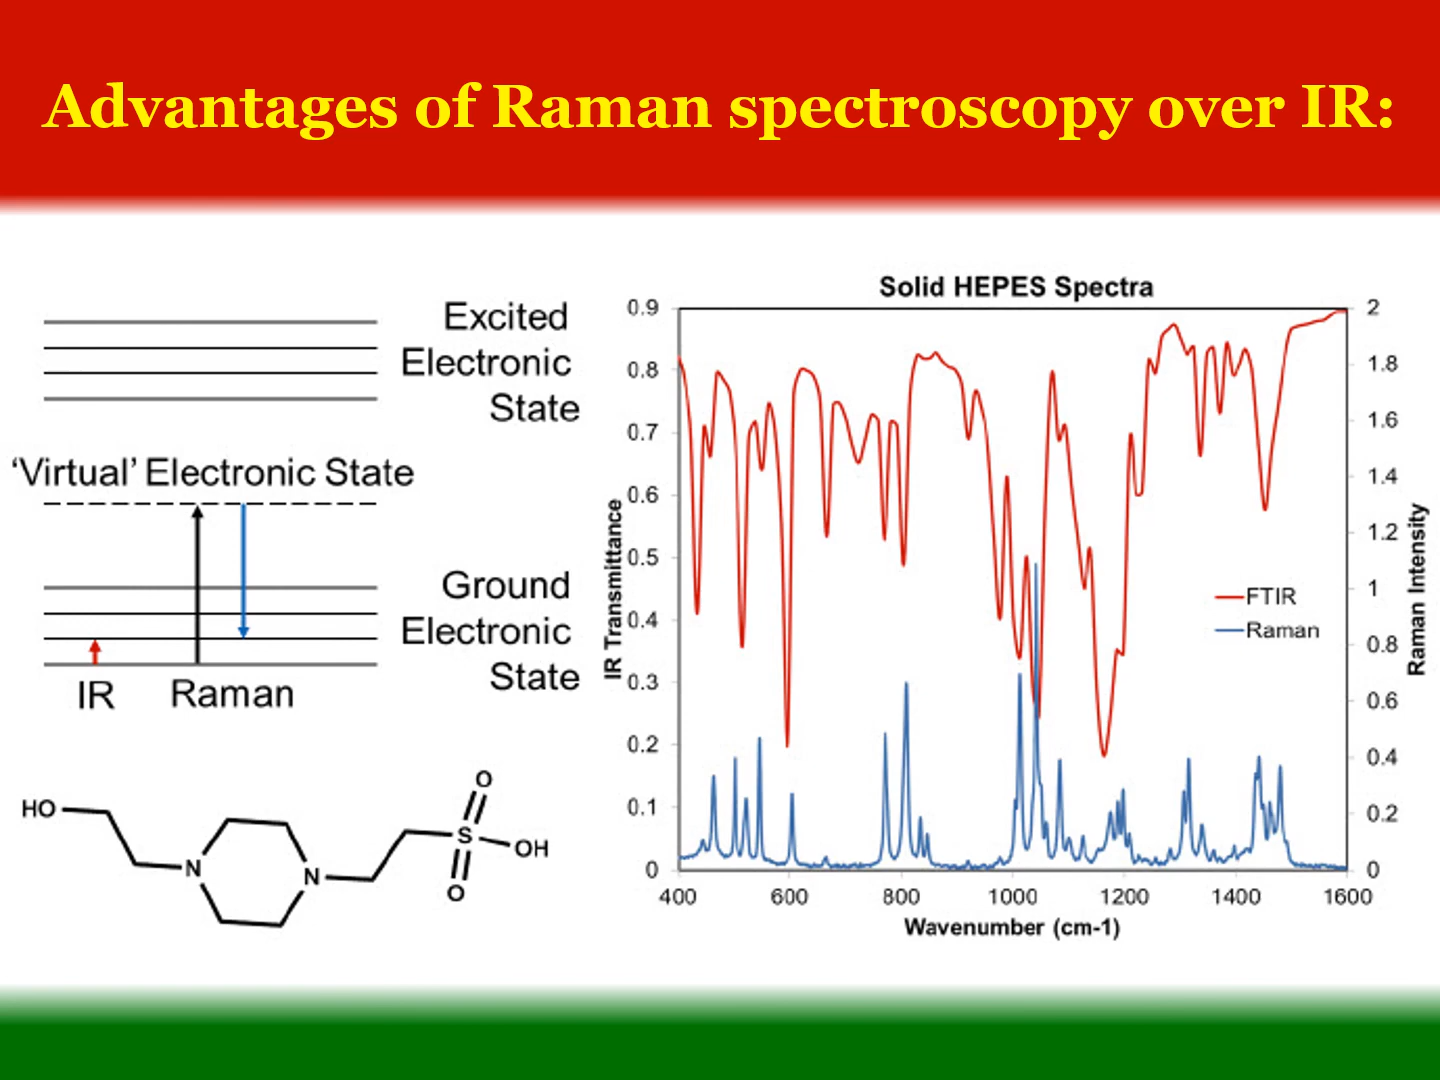 Advantages of Raman spectroscopy over IR:
Excited
Electronic
State
‘Virtual’ Electronic State
Ground
Electronic
State
IR
Raman
HO
N
N
S
O
O
OH
Solid HEPES Spectra
0.9
0.8
0.7
0.6
0.5
0.4
0.3
0.2
0.1
0
IR Transmittance
2
1.8
1.6
1.4
1.2
1
0.8
0.6
0.4
0.2
0
Raman Intensity
FTIR
Raman
400 600 800 1000 1200 1400 1600
Wavenumber (cm-1)